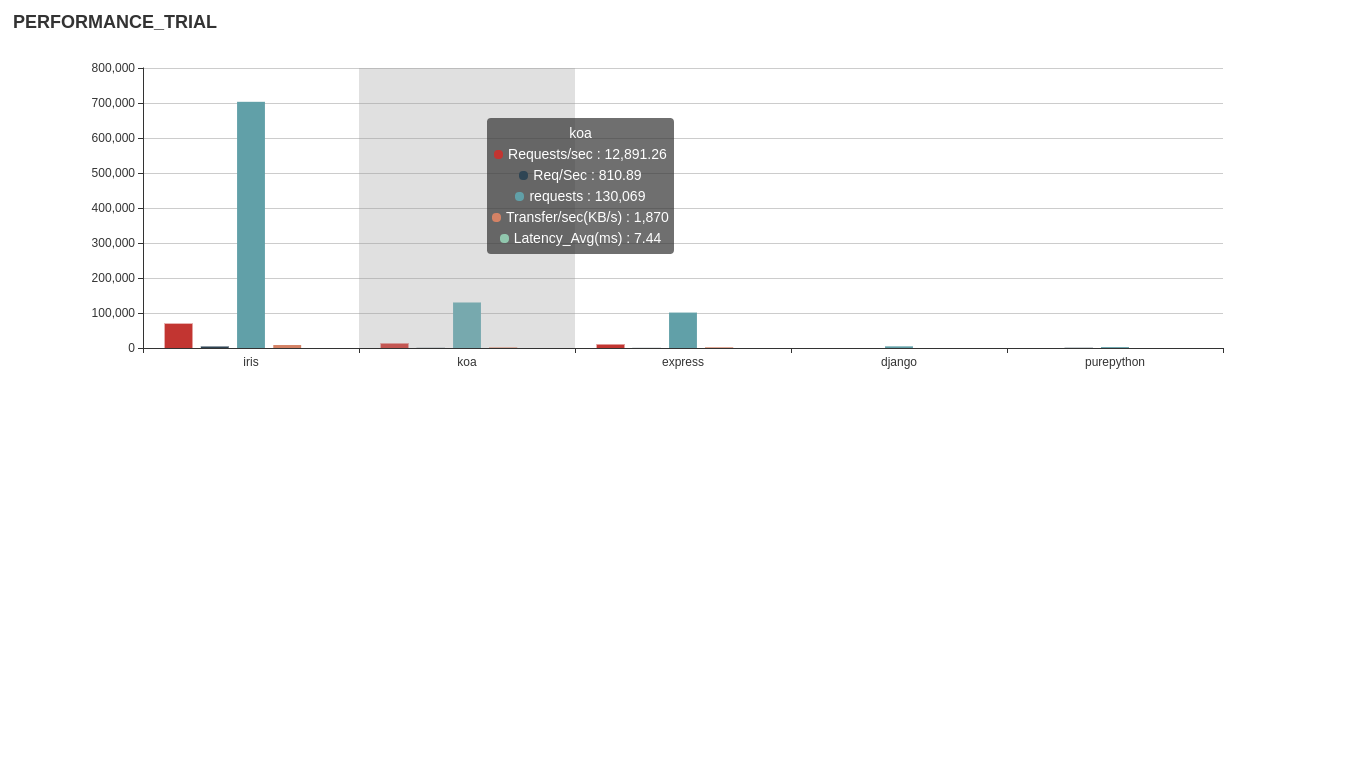 PERFORMANCE_TRIAL
800,000
700,000
600,000
500,000
400,000
300,000
200,000
100,000
0
koa
Requests/sec : 12,891.26
Req/Sec : 810.89
requests : 130,069
Transfer/sec(KB/s) : 1,870
Latency_Avg(ms) : 7.44
iris koa express django purepython